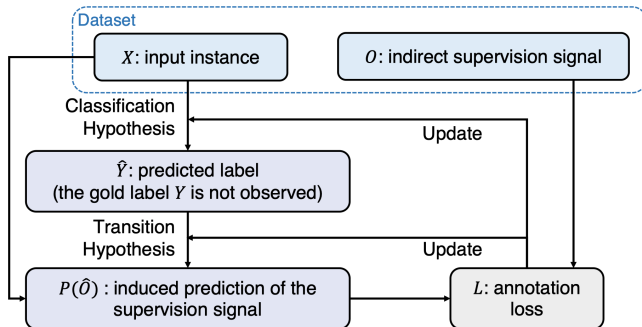 Dataset
X: input instance
O: indirect supervision signal
Classification
Hypothesis
Update
Ŷ: predicted label
(the gold label Y is not observed)
Transition
Hypothesis
Update
P(Ô) : induced prediction of the
supervision signal
L: annotation
loss